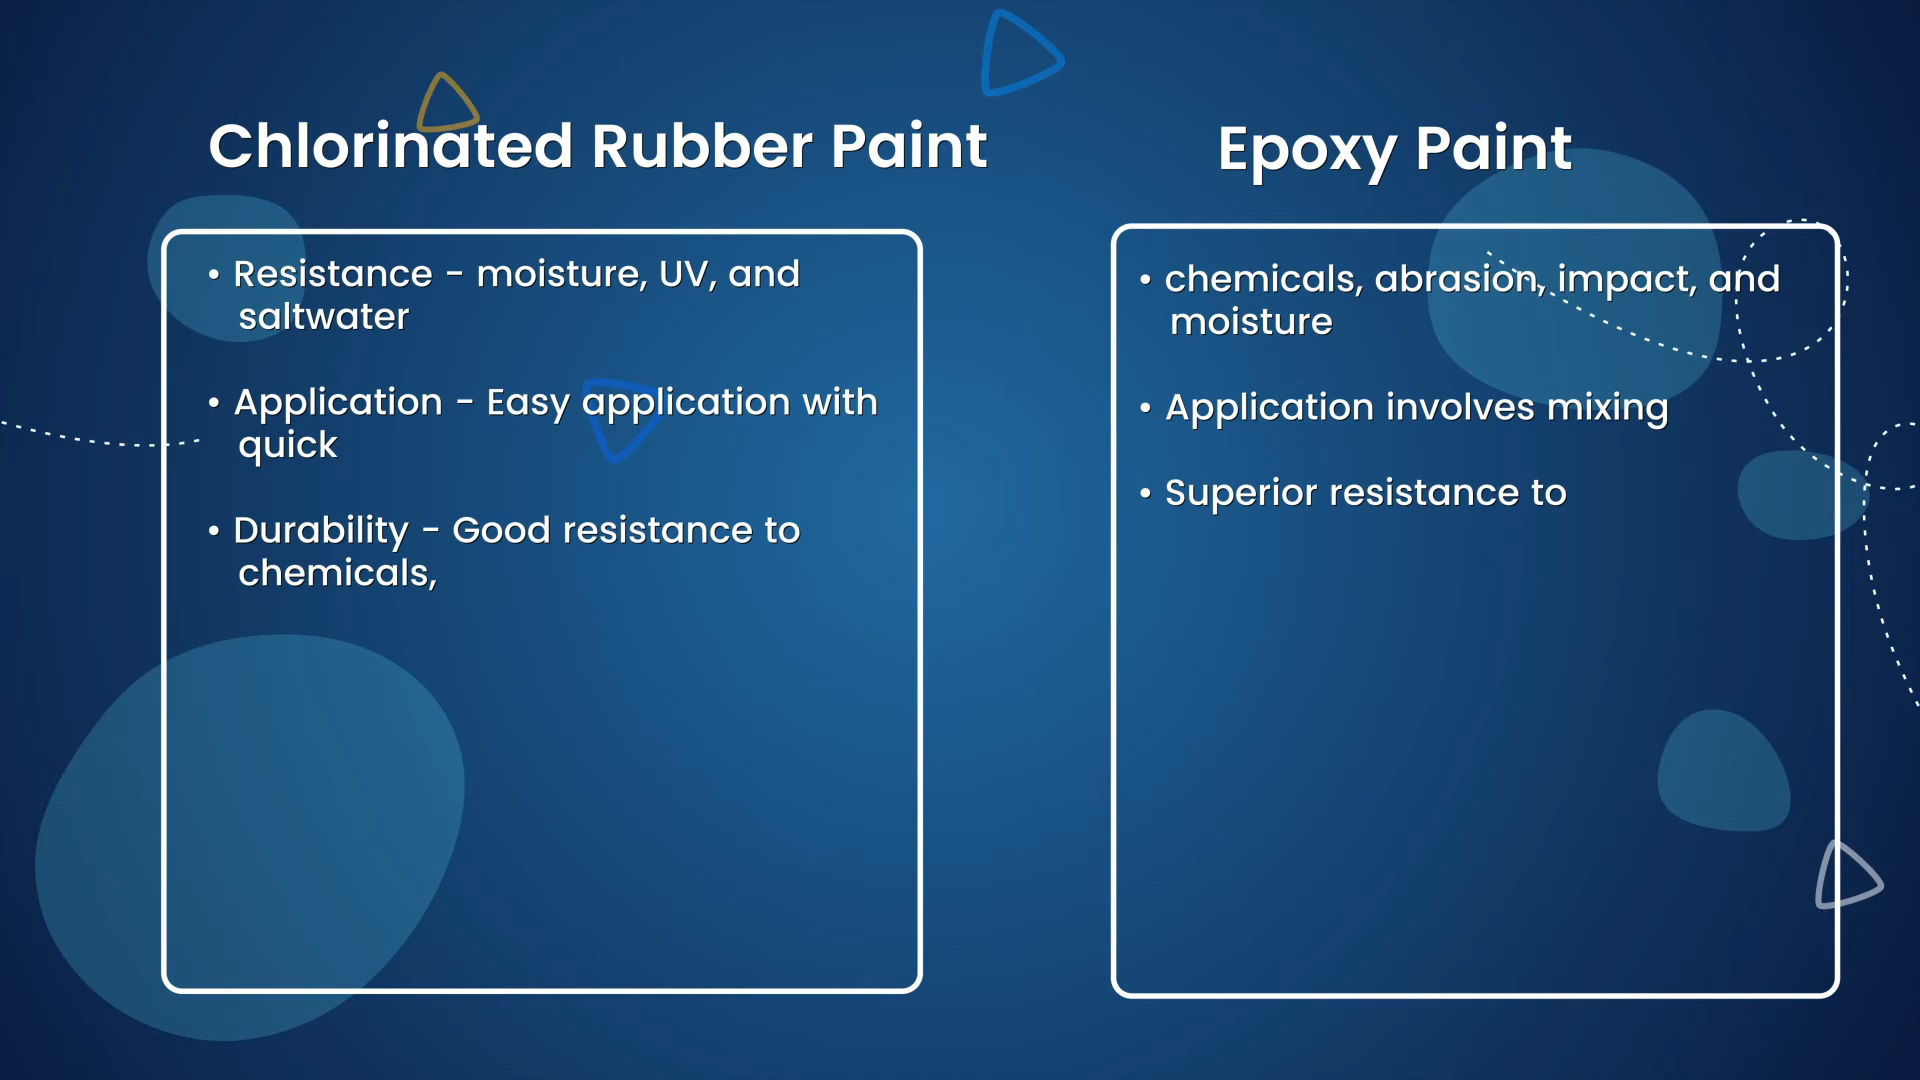 Chlorinated Rubber Paint
• Resistance - moisture, UV, and
saltwater
• Application - Easy application with
quick
• Durability - Good resistance to
chemicals,
Epoxy Paint
• chemicals, abrasion, impact, and
moisture
• Application involves mixing
• Superior resistance to